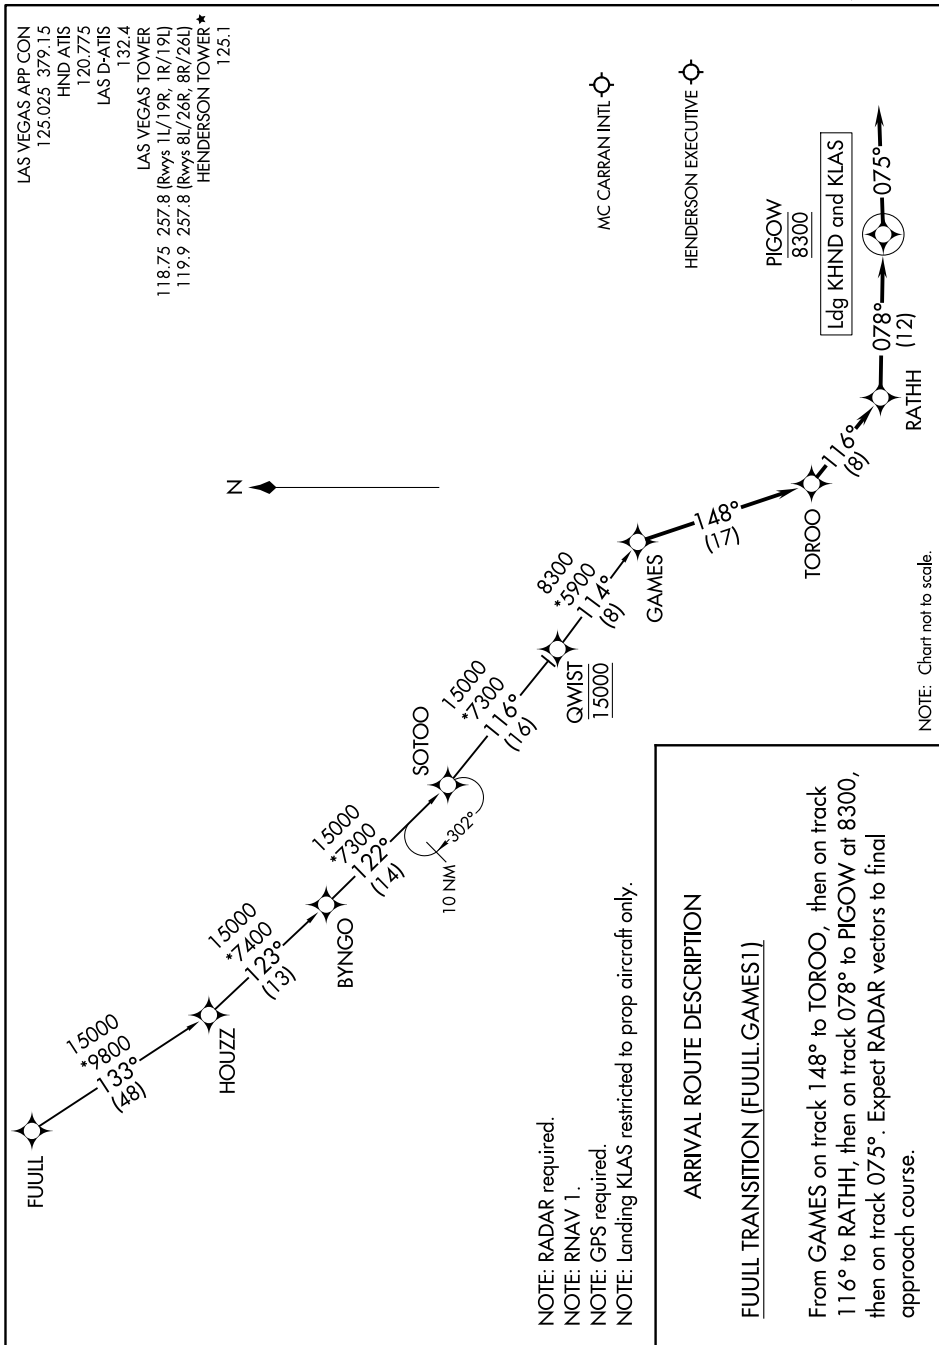 LAS VEGAS APP CON
125.025 379.15
HND ATIS
120.775
LAS D-ATIS
132.4
LAS VEGAS TOWER
118.75 257.8 (Rwys 1L/19R, 1R/19L)
119.9 257.8 (Rwys 8L/26R, 8R/26L)
HENDERSON TOWER★
125.1
N
FUULL
15000
*9800
133°
(48)
HOUZZ
15000
*7400
123°
(13)
BYNGO
15000
*7300
122°
(14)
SOTOO
302°
10 NM
15000
*7300
116°
(16)
QWIST
15000
8300
*5900
114°
(8)
GAMES
148°
(17)
TOROO
116°
(8)
RATHH
078°
(12)
PIGOW
8300
Ldg KHND and KLAS
075°
MC CARRAN INTL
HENDERSON EXECUTIVE
NOTE: RADAR required.
NOTE: RNAV 1.
NOTE: GPS required.
NOTE: Landing KLAS restricted to prop aircraft only.
ARRIVAL ROUTE DESCRIPTION
FUULL TRANSITION (FUULL.GAMES1)
From GAMES on track 148° to TOROO, then on track
116° to RATHH, then on track 078° to PIGOW at 8300,
then on track 075°. Expect RADAR vectors to final
approach course.
NOTE: Chart not to scale.